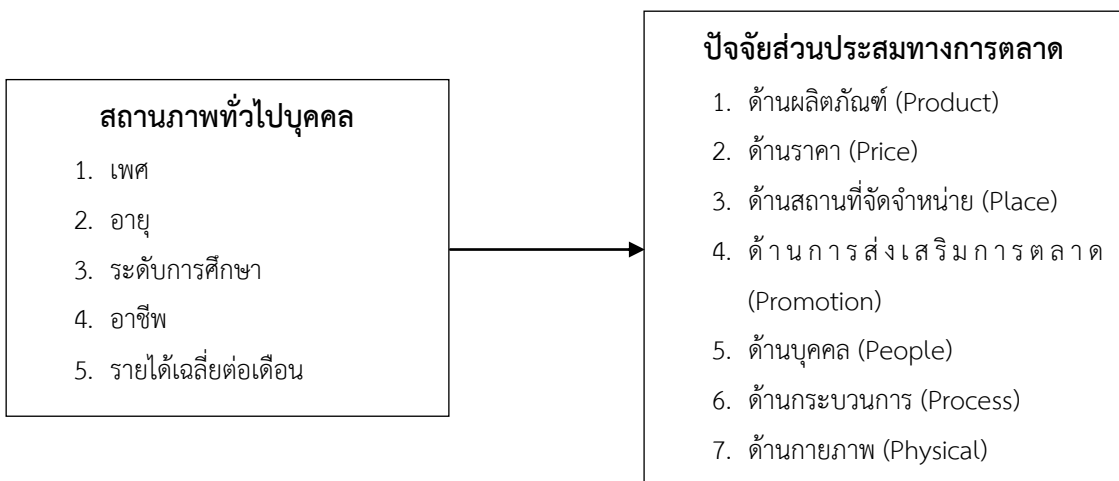 สถานภาพทั่วไปบุคคล
1. เพศ
2. อายุ
3. ระดับการศึกษา
4. อาชีพ
5. รายได้เฉลี่ยต่อเดือน
ปัจจัยส่วนประสมทางการตลาด
1. ด้านผลิตภัณฑ์ (Product)
2. ด้านราคา (Price)
3. ด้านสถานที่จัดจำหน่าย (Place)
4. ด้านการส่งเสริมการตลาด
(Promotion)
5. ด้านบุคคล (People)
6. ด้านกระบวนการ (Process)
7. ด้านกายภาพ (Physical)